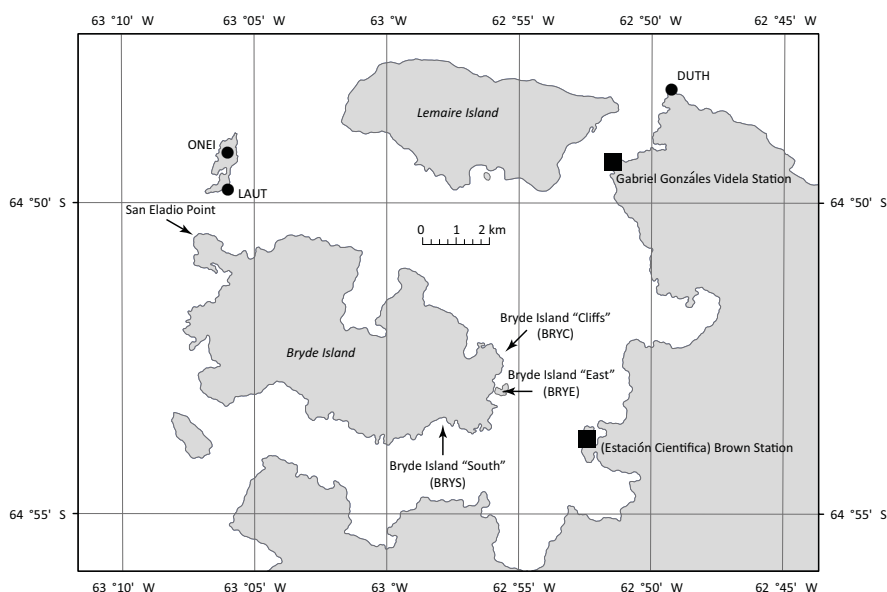 63 °10' W 63 °05' W 63 °W 62 °55' W 62 °50' W 62 °45' W
DUTH
Lemaire Island
ONEI
Gabriel Gonzáles Videla Station
LAUT
64 °50' S 64 °50' S
San Eladio Point
0 1 2 km
Bryde Island “Cliffs”
(BRYC)
Bryde Island
Bryde Island “East”
(BRYE)
(Estación Científica) Brown Station
Bryde Island “South”
(BRYS)
64 °55' S 64 °55' S
63 °10' W 63 °05' W 63 °W 62 °55' W 62 °50' W 62 °45' W